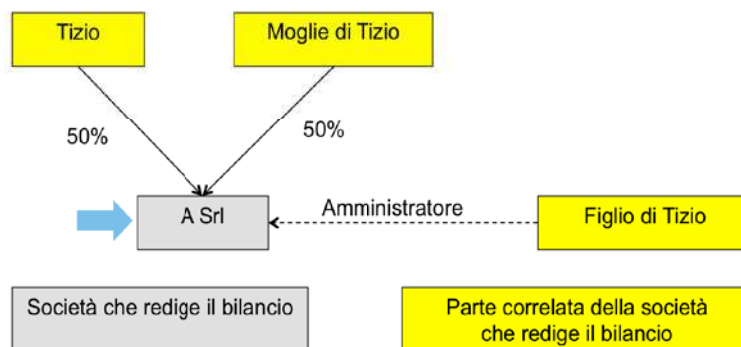 Tizio
Moglie di Tizio
50%
50%
A Srl
Amministratore
Figlio di Tizio
Società che redige il bilancio
Parte correlata della società
che redige il bilancio